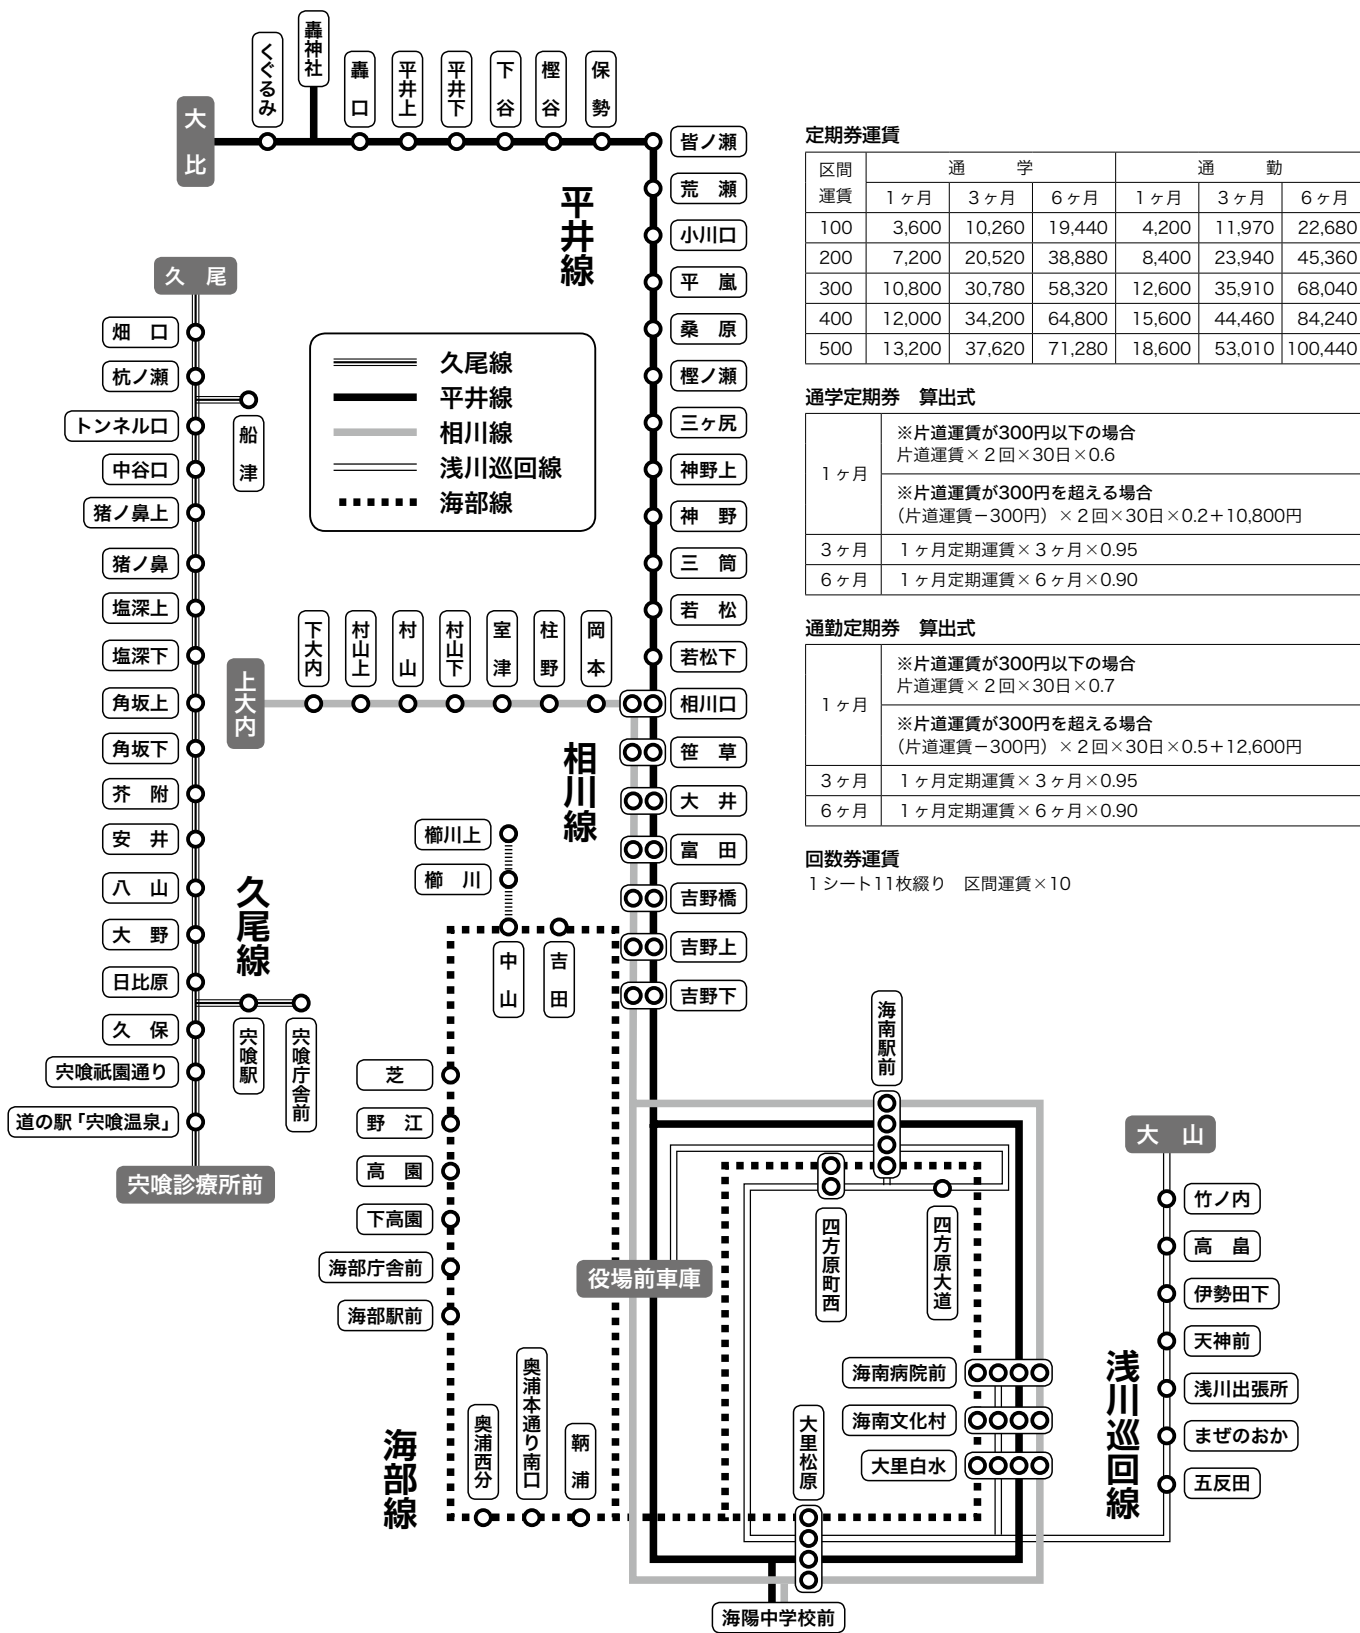 大比
くぐるみ
轟神社
轟口
平井上
平井下
下谷
樫谷
保勢
皆ノ瀬
荒瀬
小川口
平嵐
桑原
樫ノ瀬
三ヶ尻
神野上
神野
三筒
若松
若松下
相川口
笹草
大井
富田
吉野橋
吉野上
吉野下
平井線
久尾
畑口
杭ノ瀬
船津
トンネル口
中谷口
猪ノ鼻上
猪ノ鼻
塩深上
塩深下
角坂上
角坂下
芥附
安井
八山
大野
日比原
久保
宍喰駅
宍喰庁舎前
宍喰祇園通り
道の駅「宍喰温泉」
宍喰診療所前
久尾線
久尾線
平井線
相川線
浅川巡回線
海部線
上大内
下大内
村山上
村山
村山下
室津
柱野
岡本
相川線
櫛川上
櫛川
中山
吉田
芝
野江
高園
下高園
海部庁舎前
海部駅前
奥浦西分
奥浦本通り南口
鞆浦
海部線
役場前車庫
海南駅前
四方原町西
四方原大道
海南病院前
海南文化村
大里白水
大里松原
海陽中学校前
大山
竹ノ内
高畠
伊勢田下
天神前
浅川出張所
まぜのおか
五反田
浅川巡回線
定期券運賃
区間運賃 通学 通勤
1ヶ月 3ヶ月 6ヶ月 1ヶ月 3ヶ月 6ヶ月
100 3,600 10,260 19,440 4,200 11,970 22,680
200 7,200 20,520 38,880 8,400 23,940 45,360
300 10,800 30,780 58,320 12,600 35,910 68,040
400 12,000 34,200 64,800 15,600 44,460 84,240
500 13,200 37,620 71,280 18,600 53,010 100,440
通学定期券　算出式
1ヶ月
※片道運賃が300円以下の場合
片道運賃×2回×30日×0.6
※片道運賃が300円を超える場合
（片道運賃−300円）×2回×30日×0.2＋10,800円
3ヶ月 1ヶ月定期運賃×3ヶ月×0.95
6ヶ月 1ヶ月定期運賃×6ヶ月×0.90
通勤定期券　算出式
1ヶ月
※片道運賃が300円以下の場合
片道運賃×2回×30日×0.7
※片道運賃が300円を超える場合
（片道運賃−300円）×2回×30日×0.5＋12,600円
3ヶ月 1ヶ月定期運賃×3ヶ月×0.95
6ヶ月 1ヶ月定期運賃×6ヶ月×0.90
回数券運賃
1シート11枚綴り　区間運賃×10